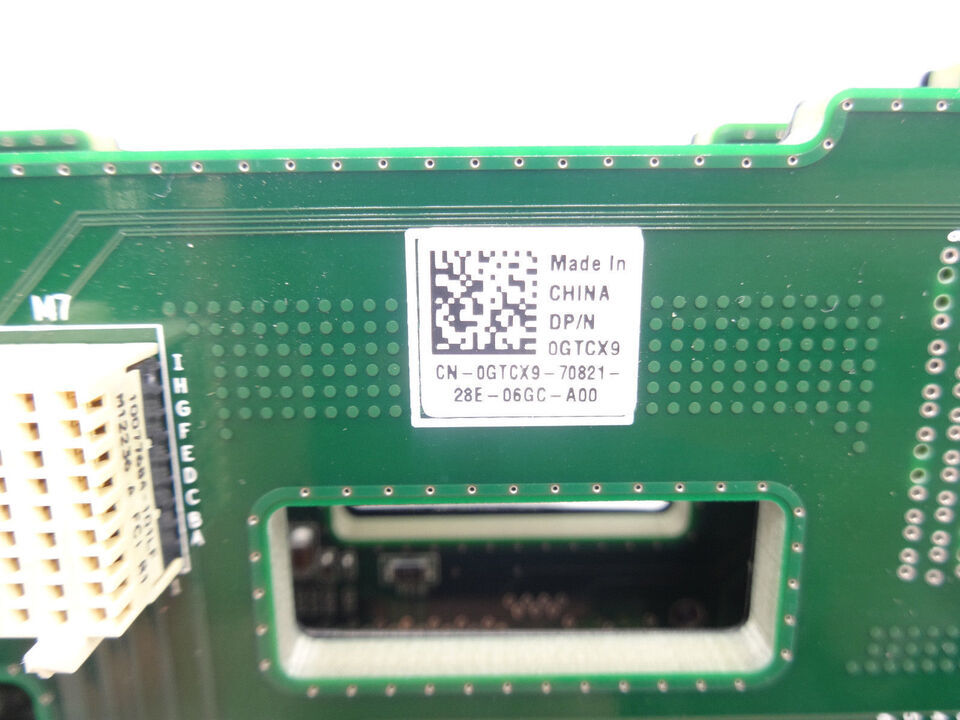 Made In
CHINA
DP/N
0GTCX9
CN-0GTCX9-70821-
28E-06GC-A00
M7
I
H
G
F
E
D
C
B
A